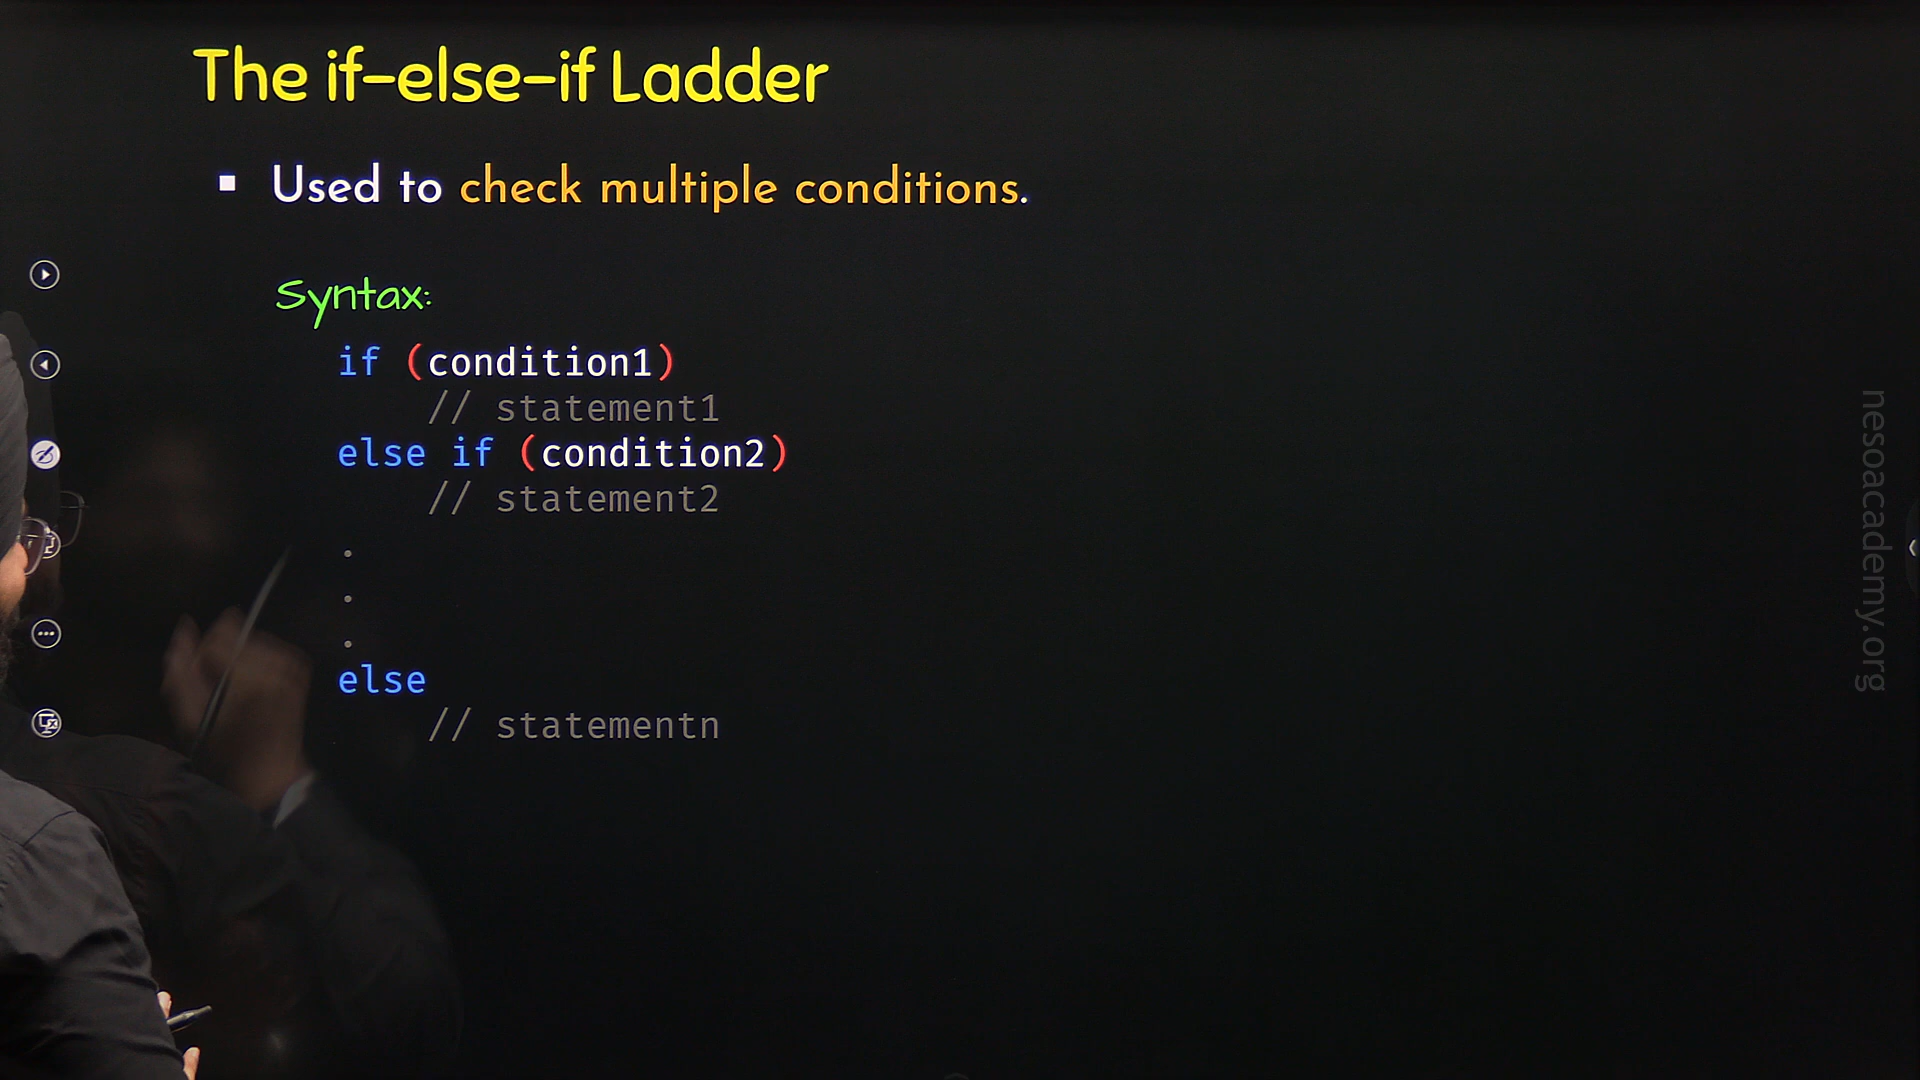 The if-else-if Ladder
▪ Used to check multiple conditions.
Syntax:
if (condition1)
// statement1
else if (condition2)
// statement2
.
.
.
else
// statementn
nesoacademy.org